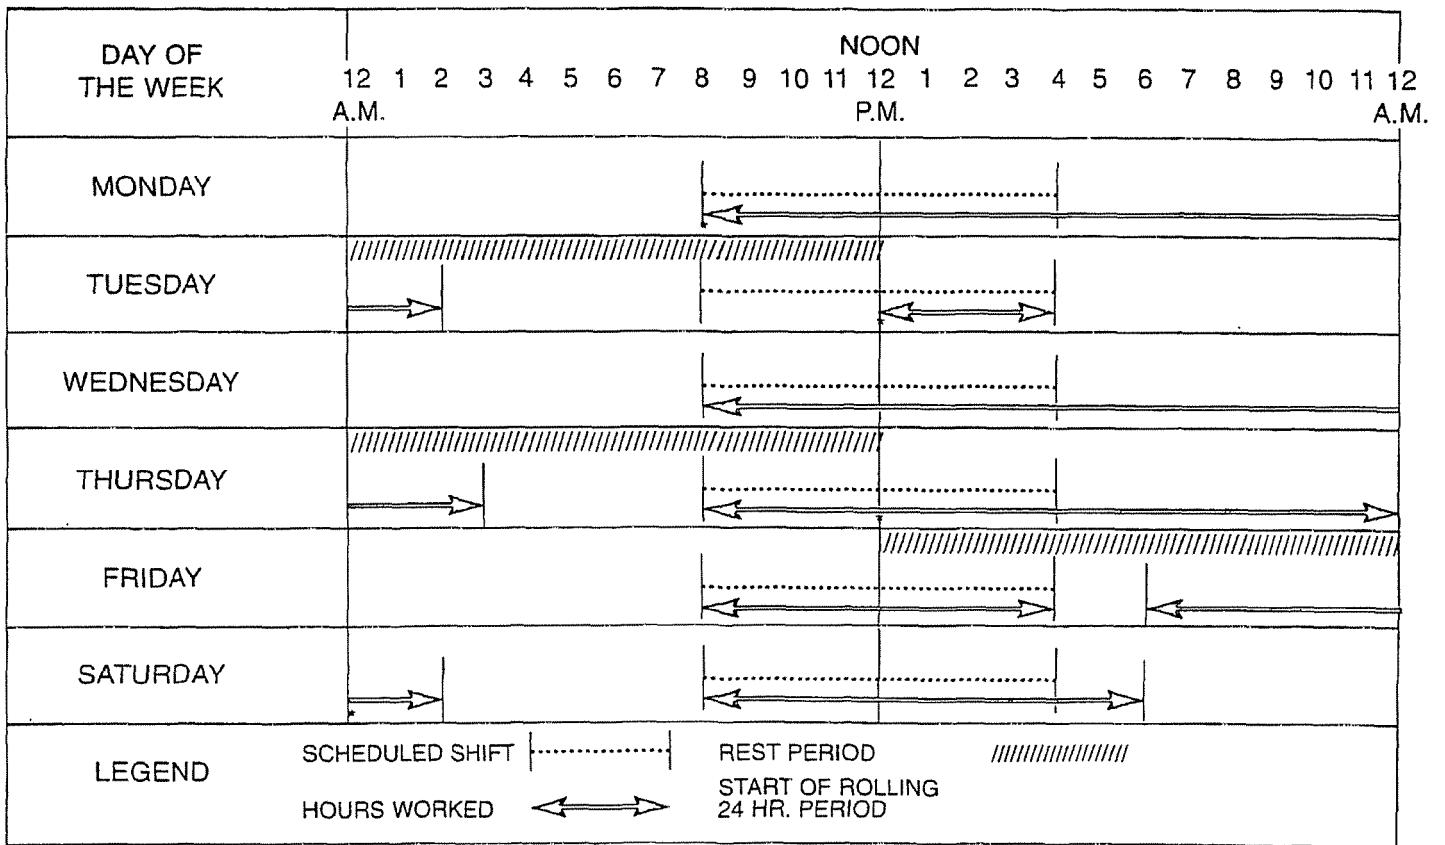 DAY OF
THE WEEK
NOON
12 1 2 3 4 5 6 7 8 9 10 11 12 1 2 3 4 5 6 7 8 9 10 11 12
A.M. P.M. A.M.
MONDAY
TUESDAY
WEDNESDAY
THURSDAY
FRIDAY
SATURDAY
LEGEND
SCHEDULED SHIFT
REST PERIOD
HOURS WORKED
START OF ROLLING
24 HR. PERIOD